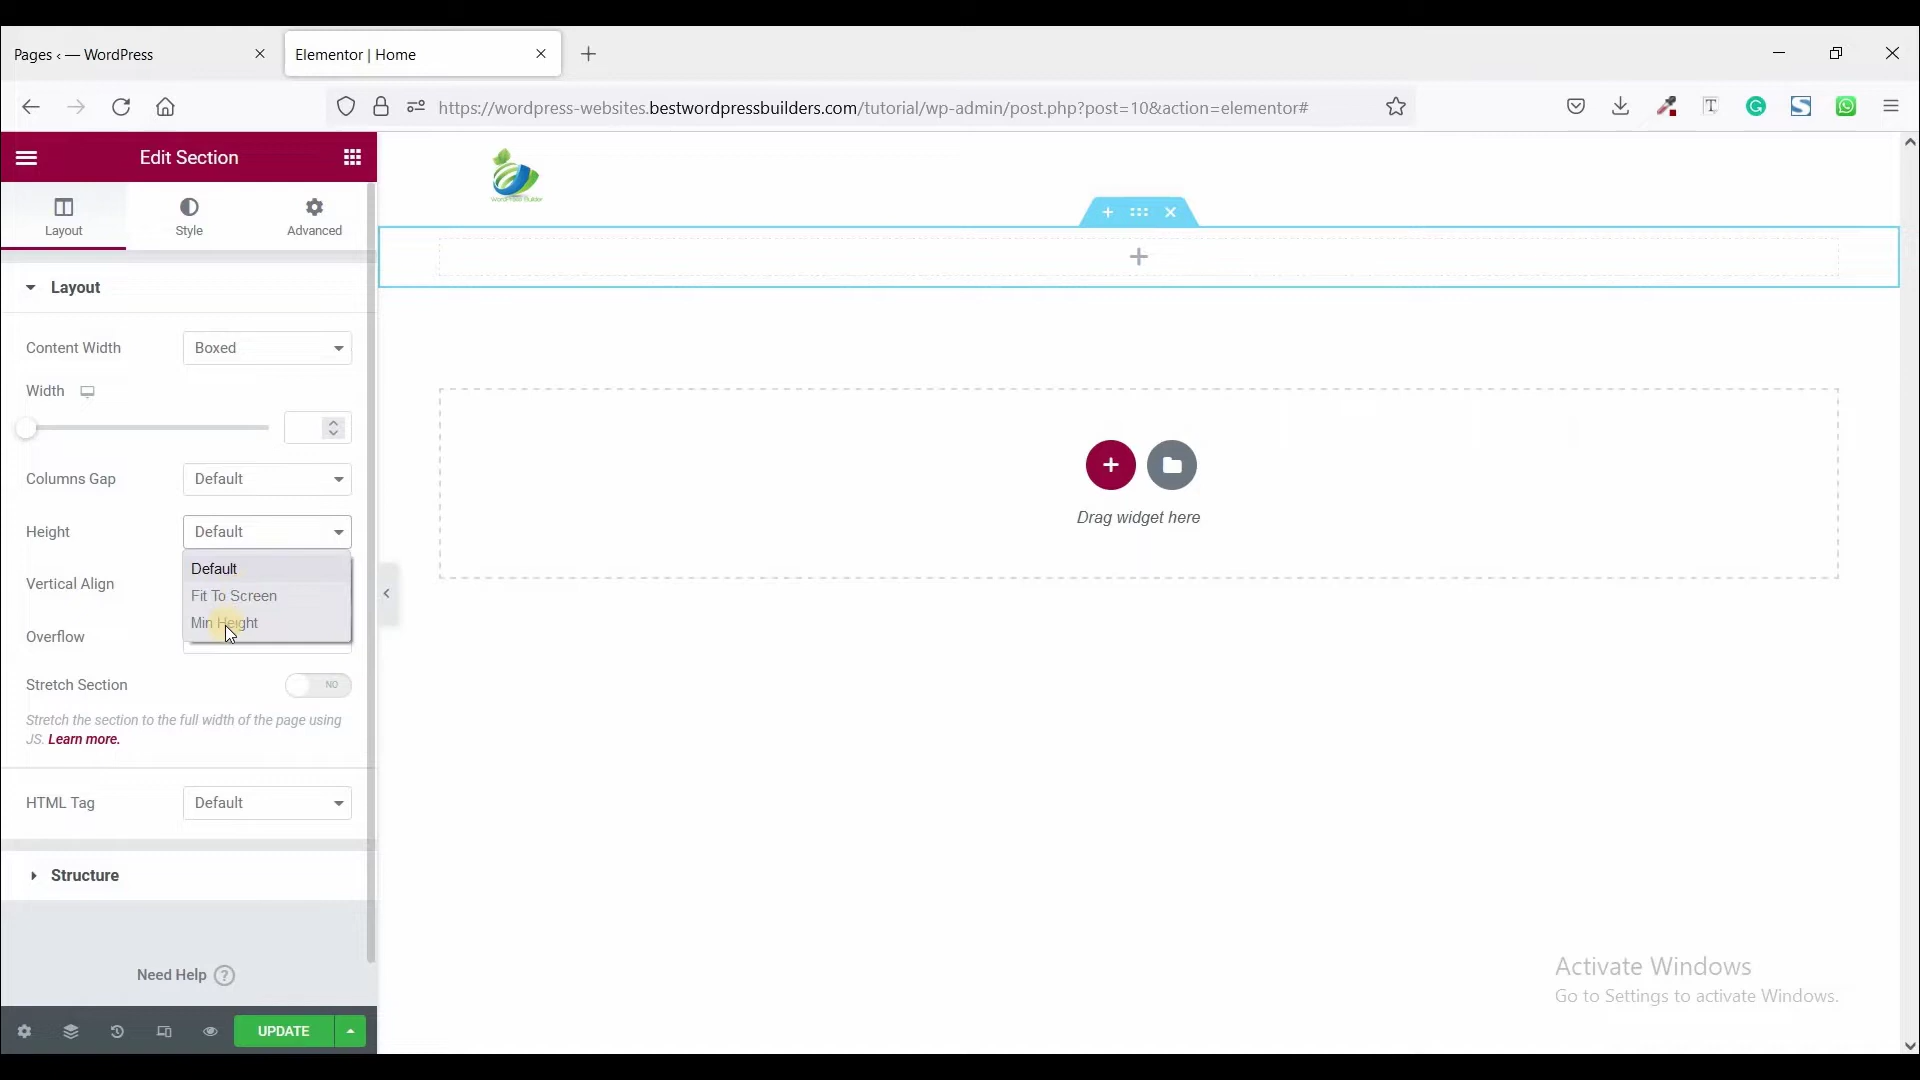 Pages ‹ — WordPress
Elementor | Home
https://wordpress-websites.bestwordpressbuilders.com/tutorial/wp-admin/post.php?post=10&action=elementor#
Edit Section
Layout
Style
Advanced
Layout
Content Width
Boxed
Width
Columns Gap
Default
Height
Default
Default
Fit To Screen
Min Height
Vertical Align
Overflow
Stretch Section
NO
Stretch the section to the full width of the page using
JS. Learn more.
HTML Tag
Default
Structure
Need Help ?
UPDATE
WordPress Builder
Drag widget here
Activate Windows
Go to Settings to activate Windows.